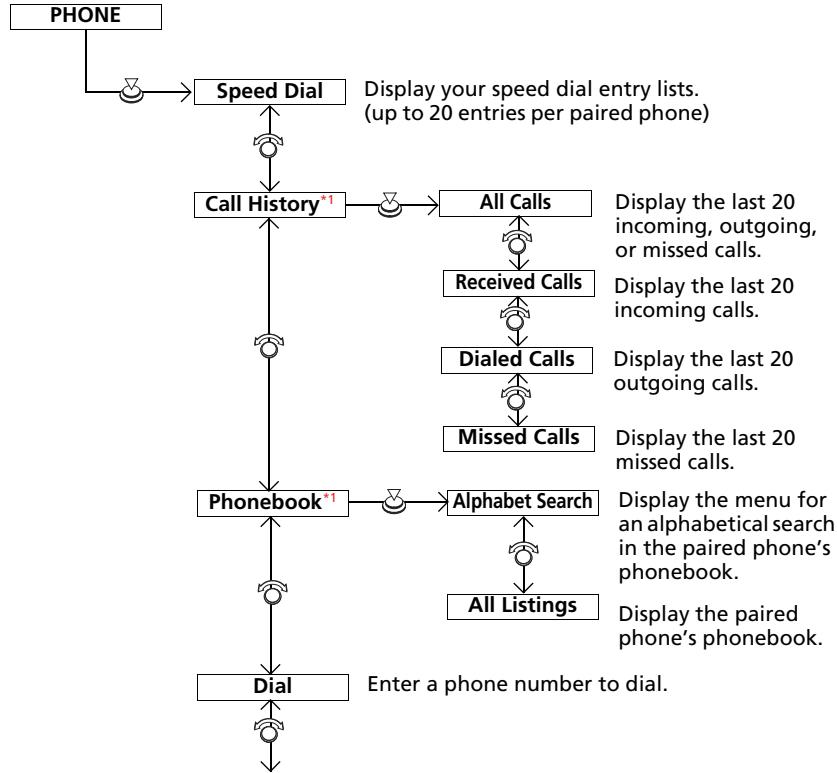 PHONE
Speed Dial
Display your speed dial entry lists.
(up to 20 entries per paired phone)
Call History*1
All Calls
Display the last 20
incoming, outgoing,
or missed calls.
Received Calls
Display the last 20
incoming calls.
Dialed Calls
Display the last 20
outgoing calls.
Missed Calls
Display the last 20
missed calls.
Phonebook*1
Alphabet Search
Display the menu for
an alphabetical search
in the paired phone’s
phonebook.
All Listings
Display the paired
phone’s phonebook.
Dial
Enter a phone number to dial.